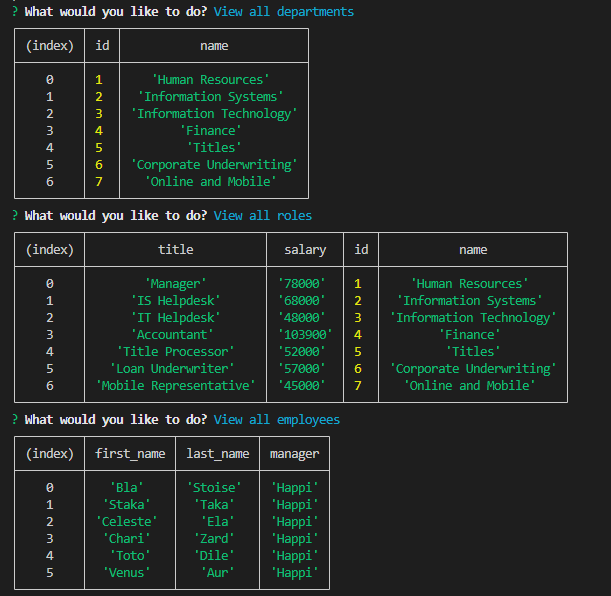 ? What would you like to do? View all departments
(index) id name
0 1 'Human Resources'
1 2 'Information Systems'
2 3 'Information Technology'
3 4 'Finance'
4 5 'Titles'
5 6 'Corporate Underwriting'
6 7 'Online and Mobile'
? What would you like to do? View all roles
(index) title salary id name
0 'Manager' '78000' 1 'Human Resources'
1 'IS Helpdesk' '68000' 2 'Information Systems'
2 'IT Helpdesk' '48000' 3 'Information Technology'
3 'Accountant' '103900' 4 'Finance'
4 'Title Processor' '52000' 5 'Titles'
5 'Loan Underwriter' '57000' 6 'Corporate Underwriting'
6 'Mobile Representative' '45000' 7 'Online and Mobile'
? What would you like to do? View all employees
(index) first_name last_name manager
0 'Bla' 'Stoise' 'Happi'
1 'Staka' 'Taka' 'Happi'
2 'Celeste' 'Ela' 'Happi'
3 'Chari' 'Zard' 'Happi'
4 'Toto' 'Dile' 'Happi'
5 'Venus' 'Aur' 'Happi'